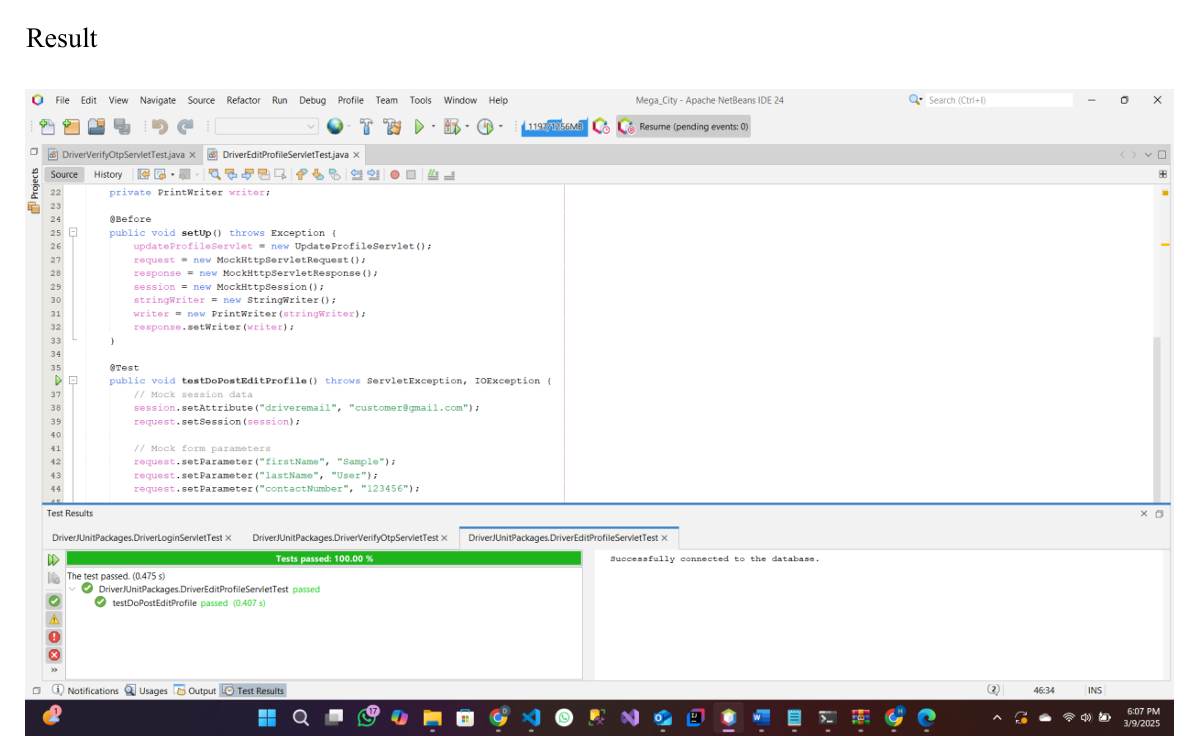 Result
File Edit View Navigate Source Refactor Run Debug Profile Team Tools Window Help
Mega_City - Apache NetBeans IDE 24
Search (Ctrl+I)
Resume (pending events: 0)
DriverVerifyOtpServletTest.java
DriverEditProfileServletTest.java
Projects
Source History
22 private PrintWriter writer;
23
24 @Before
25 public void setUp() throws Exception {
26 updateProfileServlet = new UpdateProfileServlet();
27 request = new MockHttpServletRequest();
28 response = new MockHttpServletResponse();
29 session = new MockHttpSession();
30 stringWriter = new StringWriter();
31 writer = new PrintWriter(stringWriter);
32 response.setWriter(writer);
33 }
34
35 @Test
public void testDoPostEditProfile() throws ServletException, IOException {
37 // Mock session data
38 session.setAttribute("driveremail", "customer@gmail.com");
39 request.setSession(session);
40
41 // Mock form parameters
42 request.setParameter("firstName", "Sample");
43 request.setParameter("lastName", "User");
44 request.setParameter("contactNumber", "123456");
Test Results
DriverJUnitPackages.DriverLoginServletTest
DriverJUnitPackages.DriverVerifyOtpServletTest
DriverJUnitPackages.DriverEditProfileServletTest
Tests passed: 100.00 %
Successfully connected to the database.
The test passed. (0.475 s)
DriverJUnitPackages.DriverEditProfileServletTest passed
testDoPostEditProfile passed (0.407 s)
Notifications Usages Output Test Results
46:34 INS
17
6:07 PM
3/9/2025